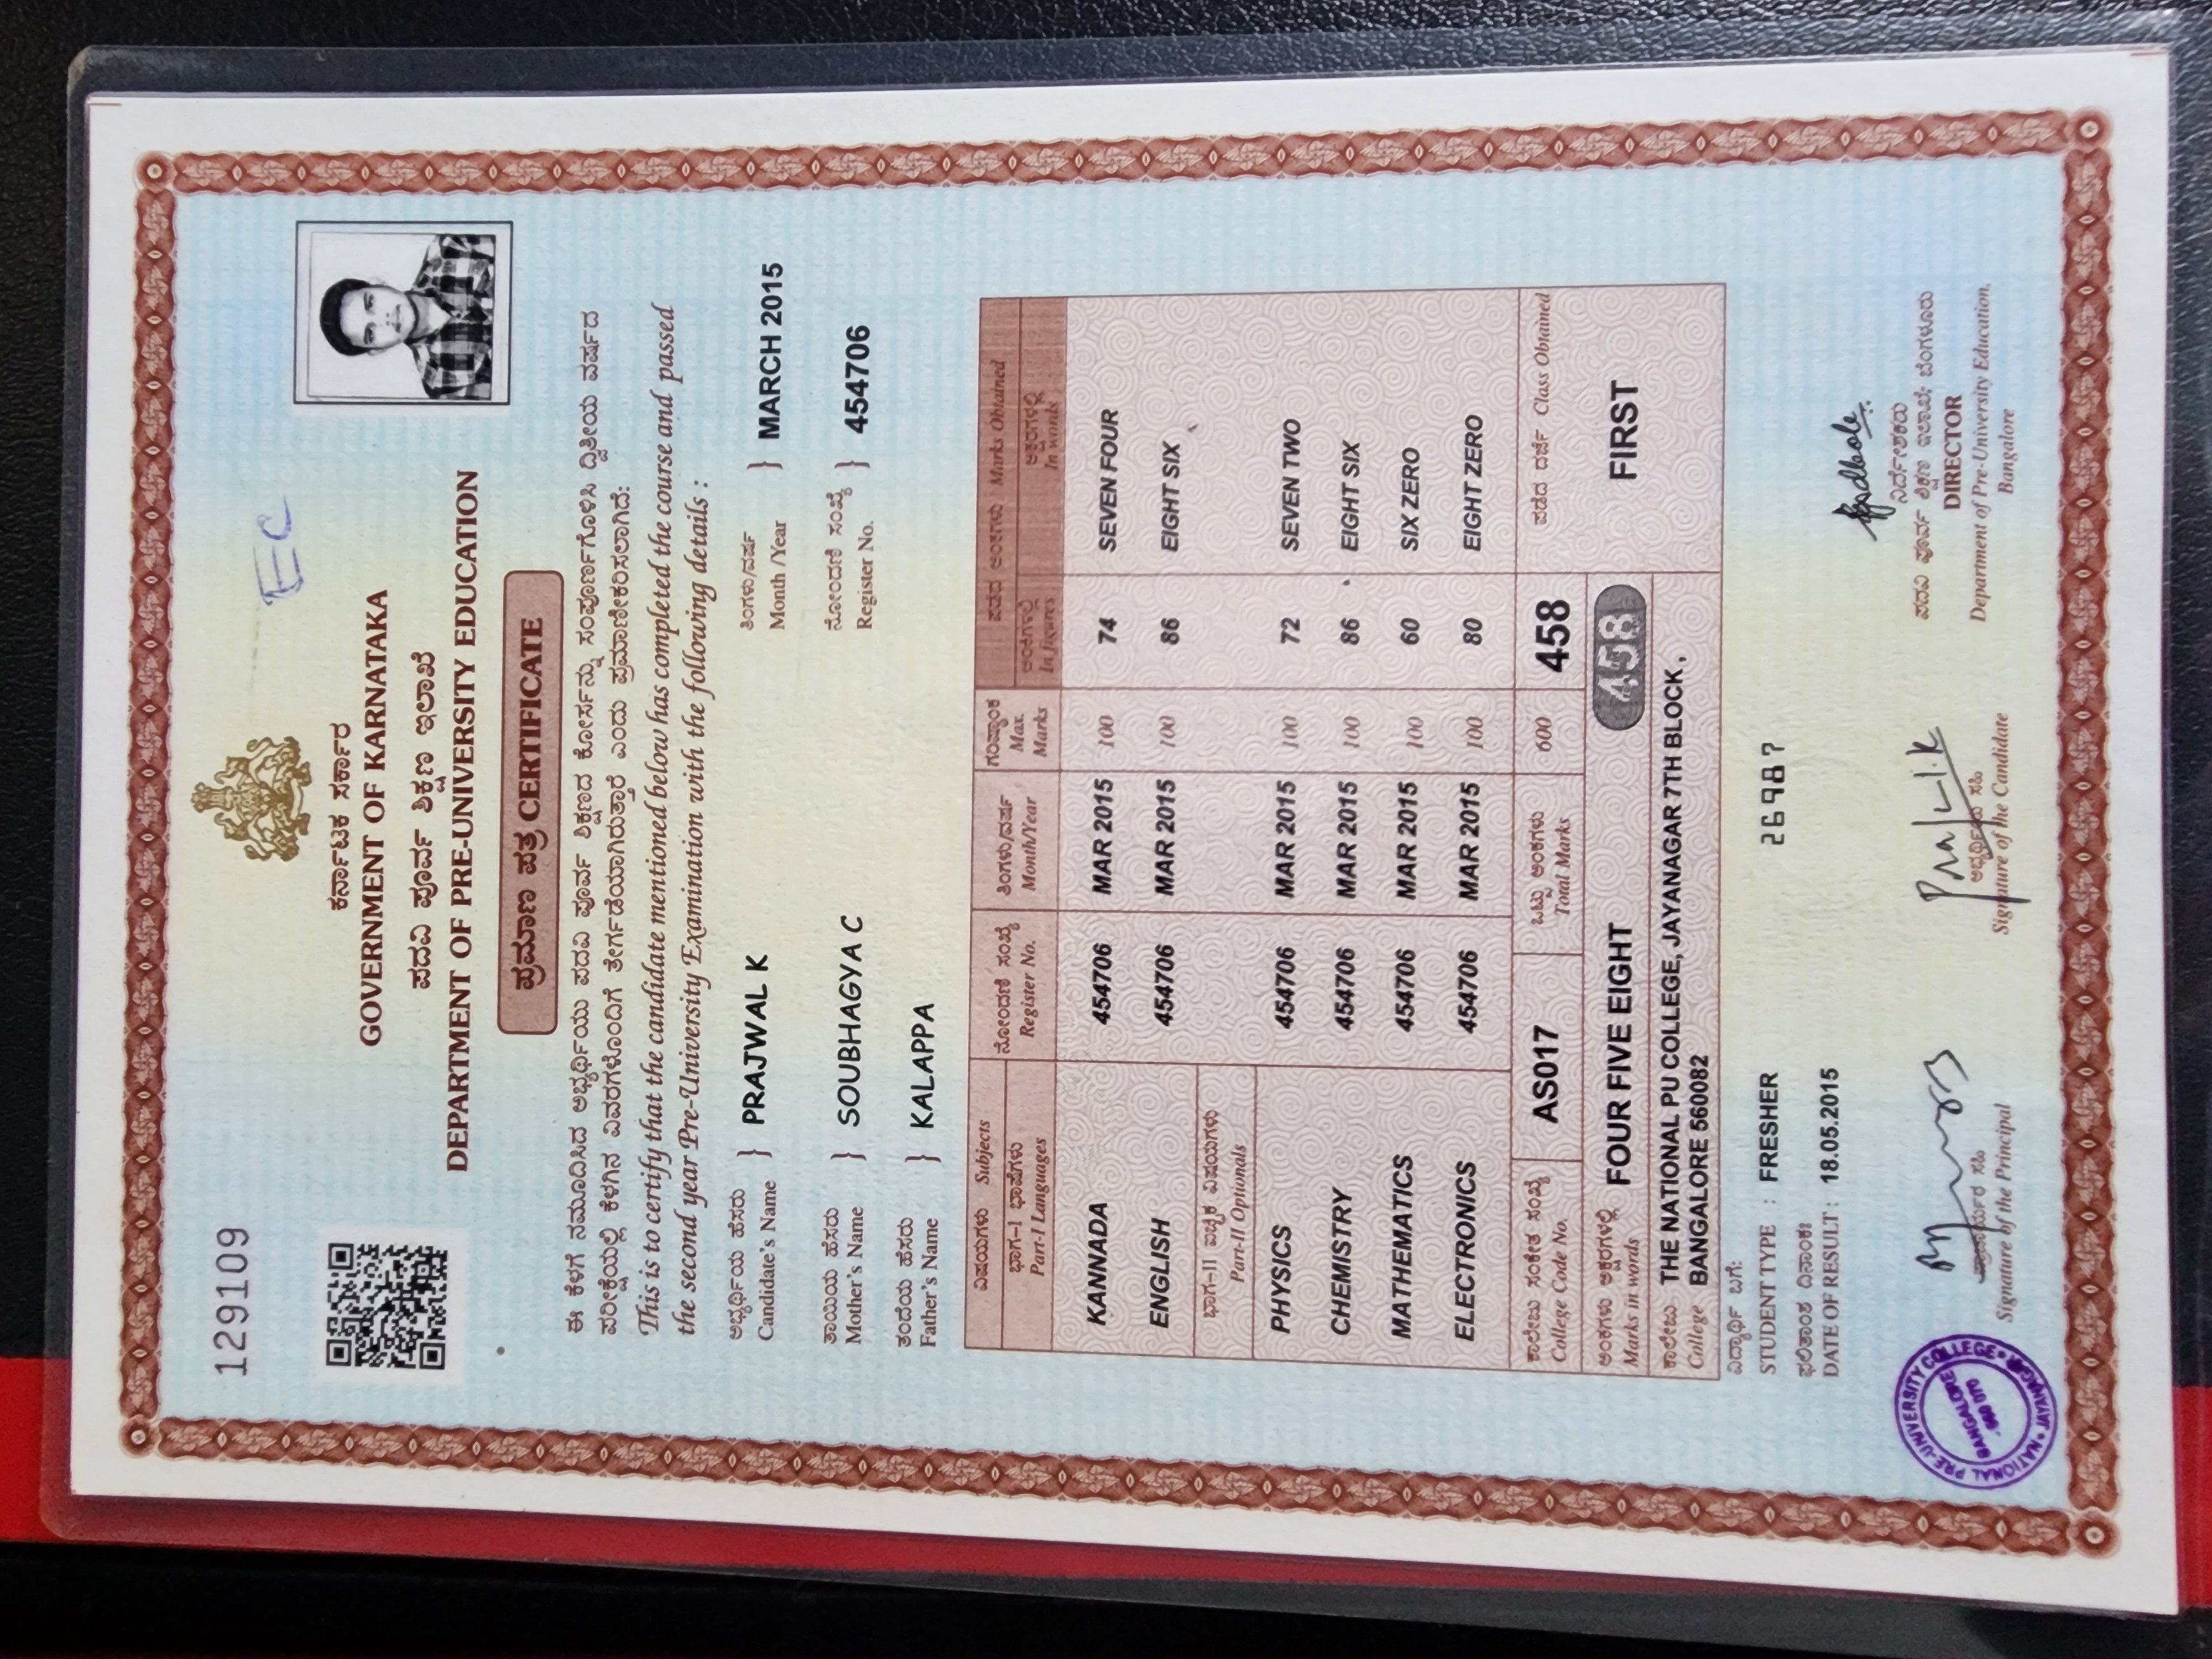 129109
EC
ಕರ್ನಾಟಕ ಸರ್ಕಾರ
GOVERNMENT OF KARNATAKA
ಪದವಿ ಪೂರ್ವ ಶಿಕ್ಷಣ ಇಲಾಖೆ
DEPARTMENT OF PRE-UNIVERSITY EDUCATION
ಪ್ರಮಾಣ ಪತ್ರ CERTIFICATE
ಈ ಕೆಳಗೆ ನಮೂದಿಸಿದ ಅಭ್ಯರ್ಥಿಯು ಪದವಿ ಪೂರ್ವ ಶಿಕ್ಷಣದ ಕೋರ್ಸನ್ನು ಸಂಪೂರ್ಣಗೊಳಿಸಿ ದ್ವಿತೀಯ ವರ್ಷದ
ಪರೀಕ್ಷೆಯಲ್ಲಿ ಕೆಳಗಿನ ವಿವರಗಳೊಂದಿಗೆ ತೇರ್ಗಡೆಯಾಗಿರುತ್ತಾರೆ ಎಂದು ಪ್ರಮಾಣೀಕರಿಸಲಾಗಿದೆ:
This is to certify that the candidate mentioned below has completed the course and passed
the second year Pre-University Examination with the following details :
ಅಭ್ಯರ್ಥಿಯ ಹೆಸರು
Candidate's Name } PRAJWAL K
ತಿಂಗಳು/ವರ್ಷ
Month /Year } MARCH 2015
ತಾಯಿಯ ಹೆಸರು
Mother's Name } SOUBHAGYA C
ನೋಂದಣಿ ಸಂಖ್ಯೆ
Register No. } 454706
ತಂದೆಯ ಹೆಸರು
Father's Name } KALAPPA
ವಿಷಯಗಳು Subjects
ಭಾಗ-I ಭಾಷೆಗಳು
Part-I Languages
ನೋಂದಣಿ ಸಂಖ್ಯೆ
Register No.
ತಿಂಗಳು/ವರ್ಷ
Month/Year
ಗರಿಷ್ಠಾಂಕ
Max.
Marks
ಪಡೆದ ಅಂಕಗಳು Marks Obtained
ಅಂಕಿಗಳಲ್ಲಿ
In figures
ಅಕ್ಷರಗಳಲ್ಲಿ
In words
KANNADA 454706 MAR 2015 100 74 SEVEN FOUR
ENGLISH 454706 MAR 2015 100 86 EIGHT SIX
ಭಾಗ-II ಐಚ್ಛಿಕ ವಿಷಯಗಳು
Part-II Optionals
PHYSICS 454706 MAR 2015 100 72 SEVEN TWO
CHEMISTRY 454706 MAR 2015 100 86 EIGHT SIX
MATHEMATICS 454706 MAR 2015 100 60 SIX ZERO
ELECTRONICS 454706 MAR 2015 100 80 EIGHT ZERO
ಕಾಲೇಜು ಸಂಕೇತ ಸಂಖ್ಯೆ
College Code No. AS017
ಒಟ್ಟು ಅಂಕಗಳು
Total Marks 600 458
ಪಡೆದ ದರ್ಜೆ Class Obtained
FIRST
ಅಂಕಗಳು ಅಕ್ಷರಗಳಲ್ಲಿ
Marks in words FOUR FIVE EIGHT 458
ಕಾಲೇಜು
College THE NATIONAL PU COLLEGE, JAYANAGAR 7TH BLOCK ,
BANGALORE 560082
ವಿದ್ಯಾರ್ಥಿ ಬಗೆ:
STUDENT TYPE : FRESHER
26987
ಫಲಿತಾಂಶ ದಿನಾಂಕ:
DATE OF RESULT : 18.05.2015
NATIONAL PRE-UNIVERSITY COLLEGE
BANGALORE
560 070
JAYANAGAR
ಪ್ರಾಚಾರ್ಯರ ಸಹಿ
Signature of the Principal
Prajwal.K
ಅಭ್ಯರ್ಥಿಯ ಸಹಿ
Signature of the Candidate
ನಿರ್ದೇಶಕರು
ಪದವಿ ಪೂರ್ವ ಶಿಕ್ಷಣ ಇಲಾಖೆ, ಬೆಂಗಳೂರು
DIRECTOR
Department of Pre-University Education,
Bangalore